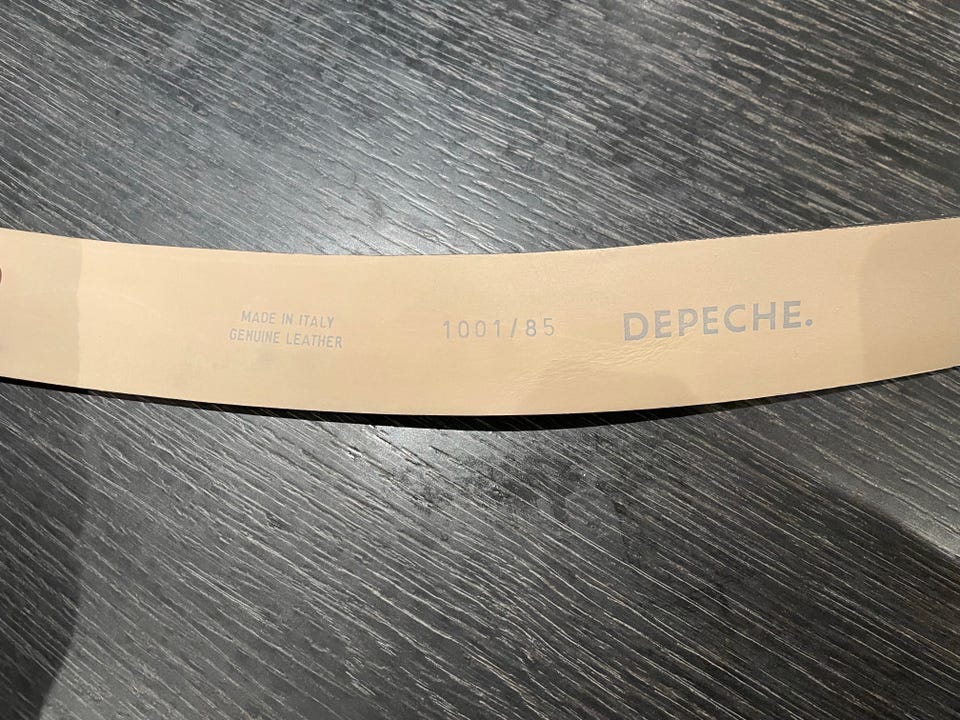 MADE IN ITALY
GENUINE LEATHER
1001/85
DEPECHE.